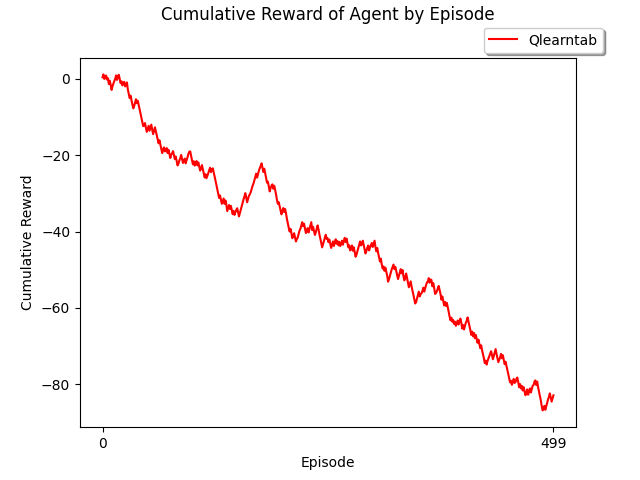 Cumulative Reward of Agent by Episode
Qlearntab
0
−20
−40
−60
−80
Cumulative Reward
0
499
Episode